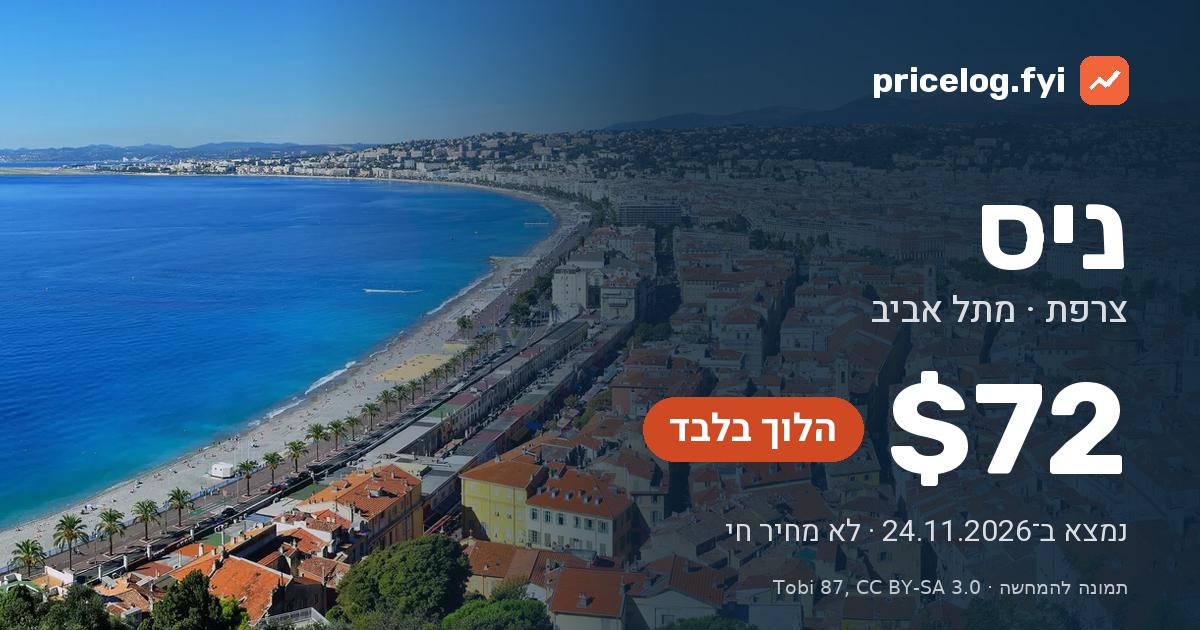 pricelog.fyi
ניס
צרפת · מתל אביב
$72 הלוך בלבד
נמצא ב־24.11.2026 · לא מחיר חי
תמונה להמחשה · Tobi 87, CC BY-SA 3.0